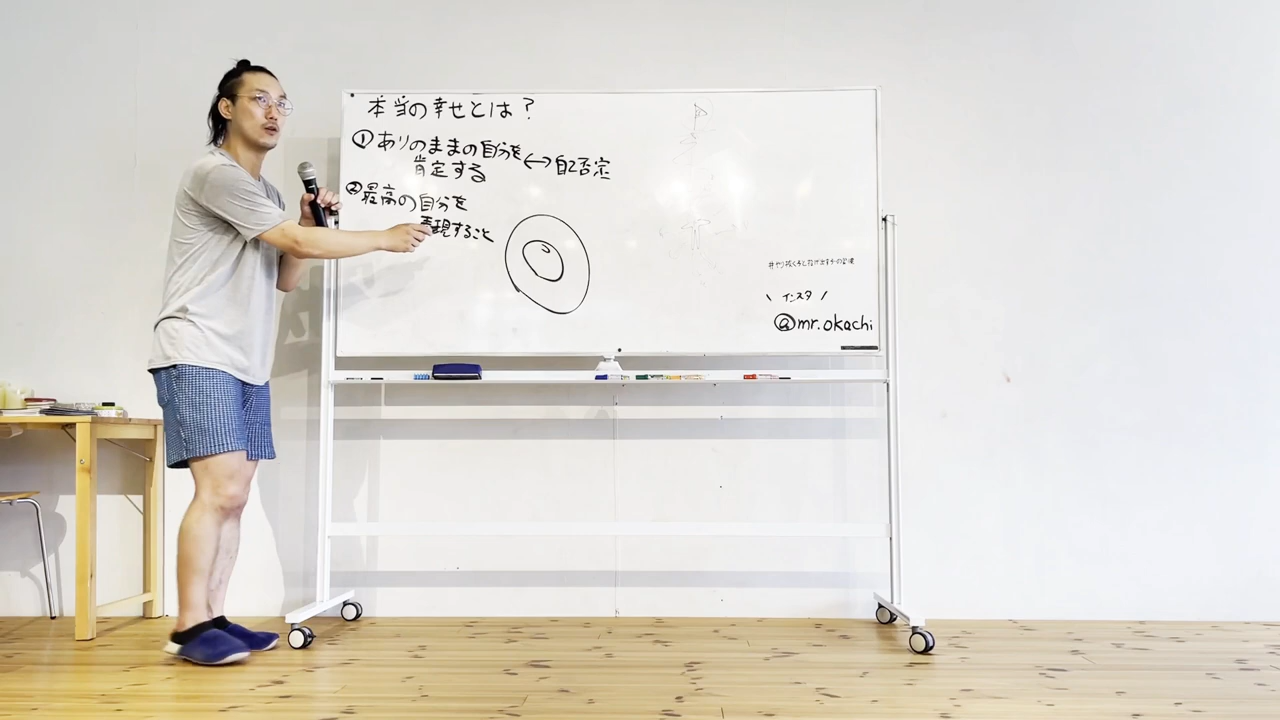 本当の幸せとは？
①ありのままの自分を
肯定する
↔自己否定
②最高の自分を
表現すること
\ インスタ /
@mr.okachi